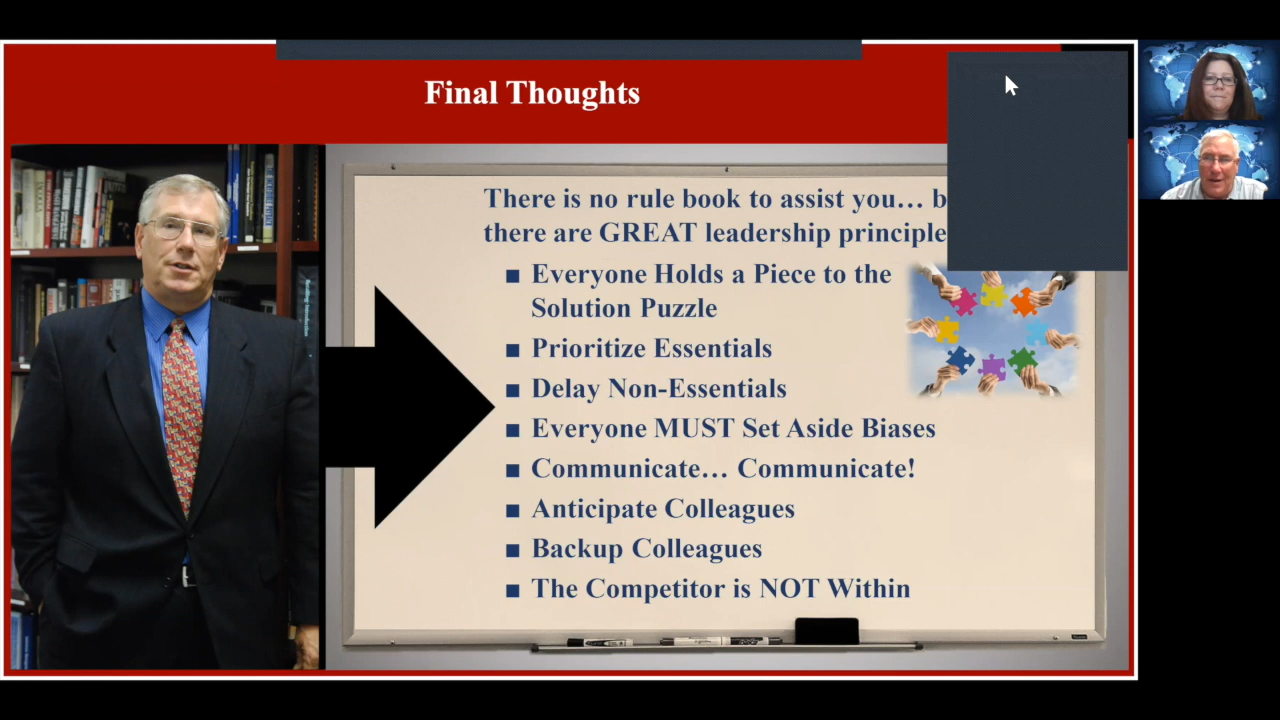 Final Thoughts
There is no rule book to assist you… b
there are GREAT leadership principle
■ Everyone Holds a Piece to the
Solution Puzzle
■ Prioritize Essentials
■ Delay Non-Essentials
■ Everyone MUST Set Aside Biases
■ Communicate… Communicate!
■ Anticipate Colleagues
■ Backup Colleagues
■ The Competitor is NOT Within